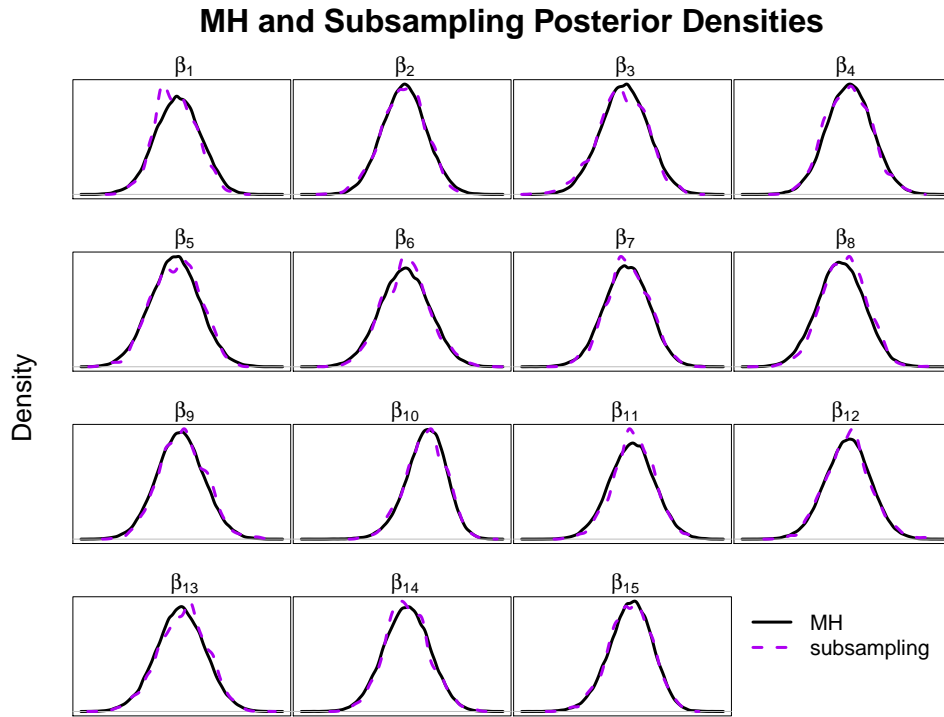 MH and Subsampling Posterior Densities
β1 β2 β3 β4
β5 β6 β7 β8
Density
β9 β10 β11 β12
β13 β14 β15
MH
subsampling